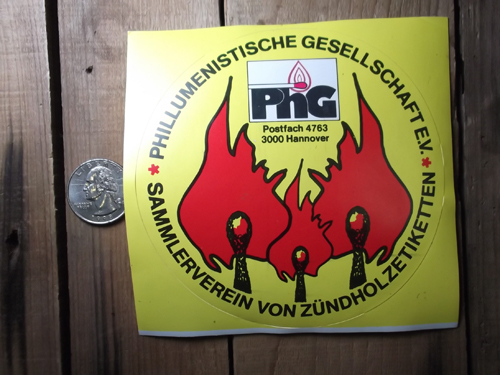 * PHILLUMENISTISCHE GESELLSCHAFT E.V. *
PhG
Postfach 4763
3000 Hannover
SAMMLERVEREIN VON ZÜNDHOLZETIKETTEN